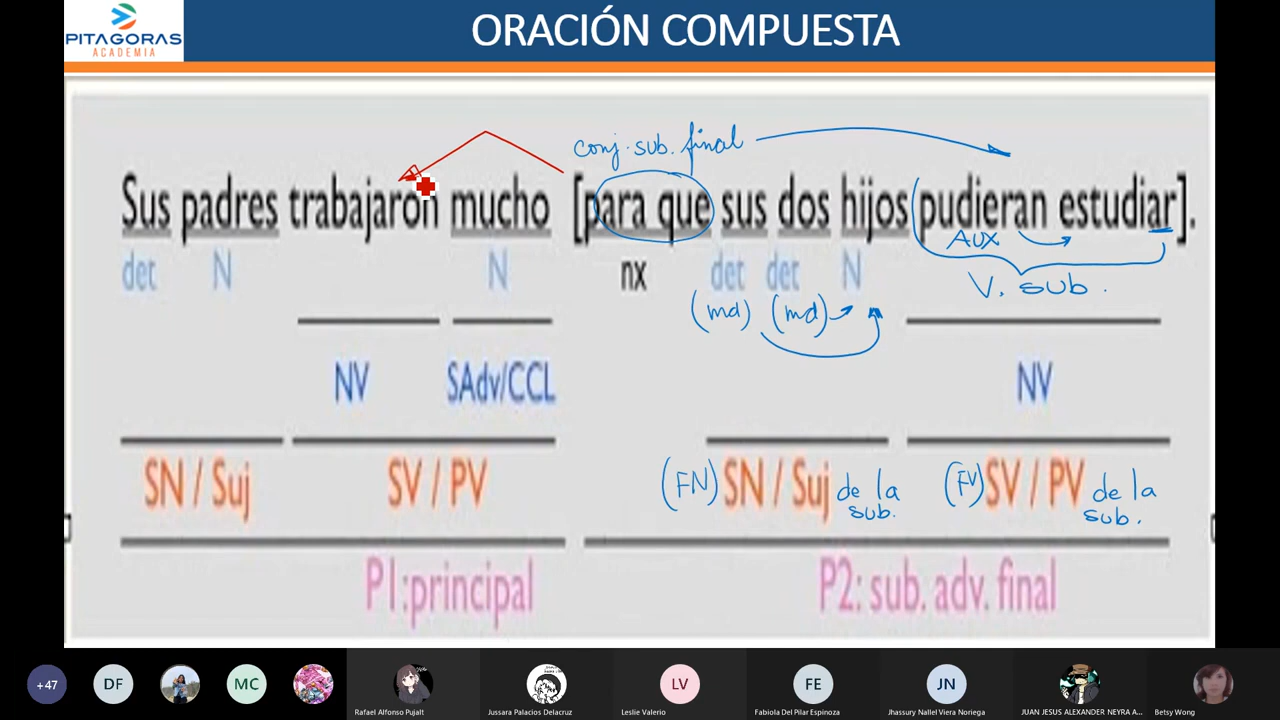 PITAGORAS
ACADEMIA
ORACIÓN COMPUESTA
conj. sub. final
Sus padres trabajaron mucho [para que sus dos hijos pudieran estudiar].
AUX
det N N nx det det N
V. sub.
(md) (md)
NV SAdv/CCL NV
SN / Suj SV / PV (FN) SN / Suj de la sub. (FV) SV / PV de la sub.
P1:principal P2: sub. adv. final
+47 DF MC LV FE JN
Rafael Alfonso Pujalt Jussara Palacios Delacruz Leslie Valerio Fabiola Del Pilar Espinoza Jhassury Nallel Viera Noriega JUAN JESUS ALEXANDER NEYRA A... Betsy Wong